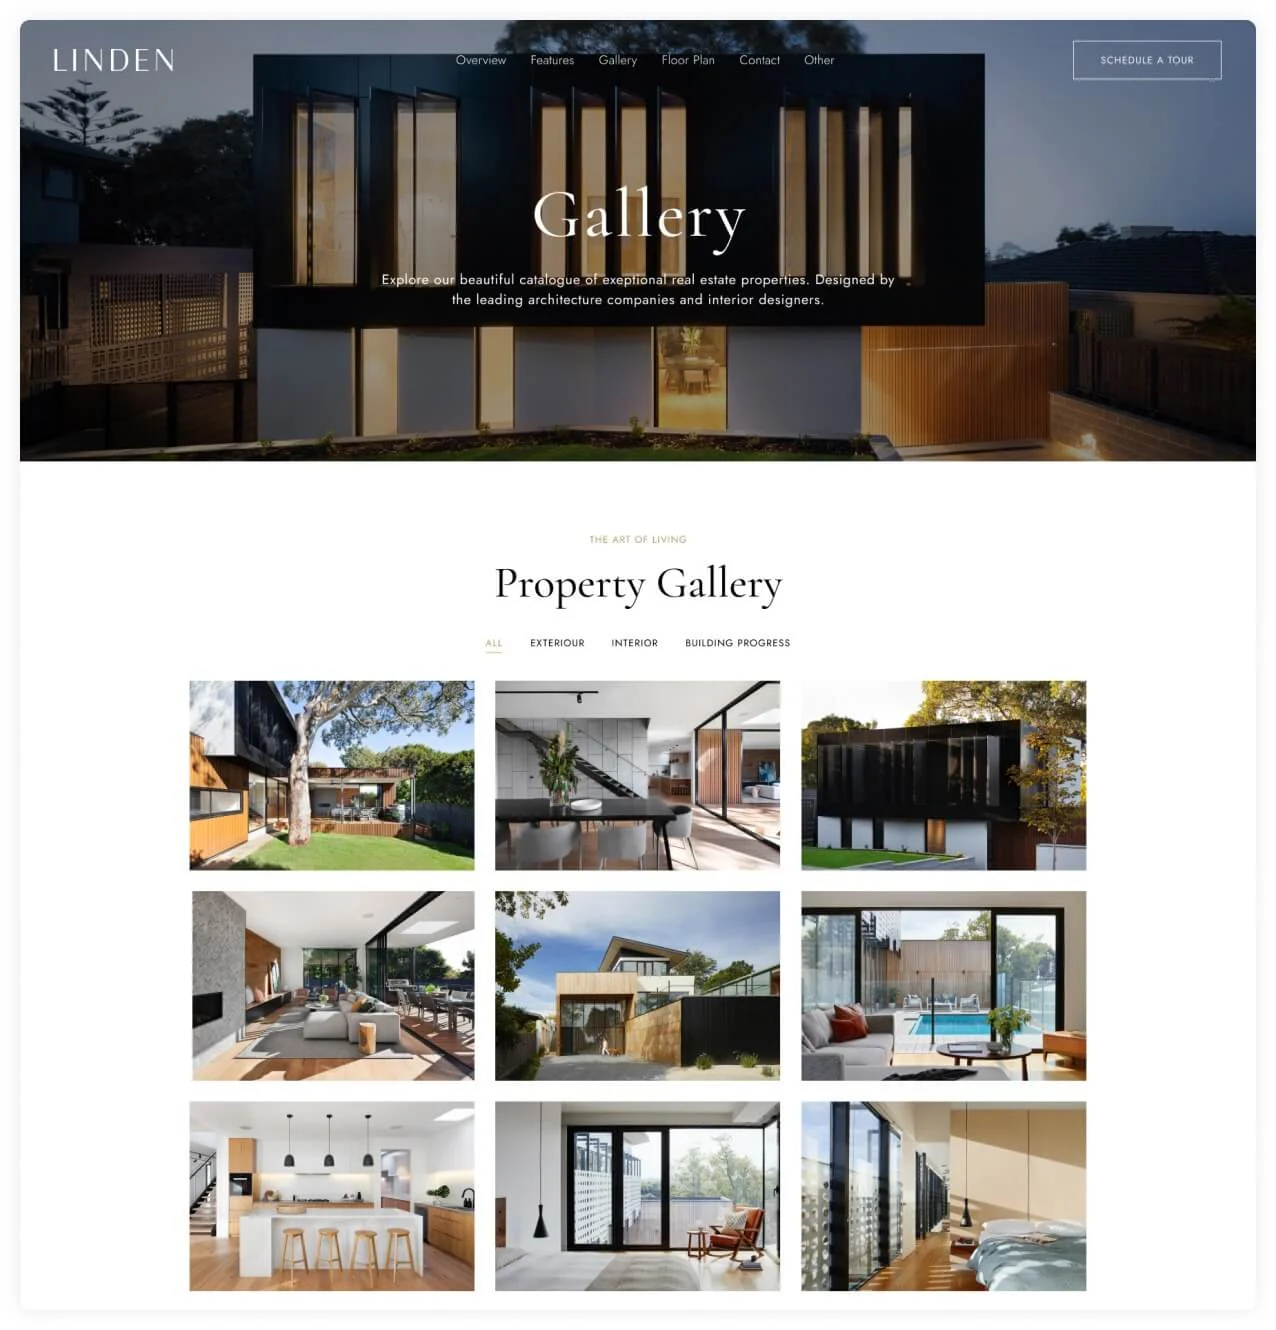 LINDEN
Overview Features Gallery Floor Plan Contact Other
SCHEDULE A TOUR
Gallery
Explore our beautiful catalogue of exeptional real estate properties. Designed by
the leading architecture companies and interior designers.
THE ART OF LIVING
Property Gallery
ALL EXTERIOUR INTERIOR BUILDING PROGRESS